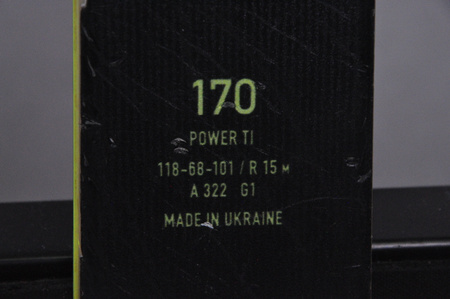 170
POWER TI
118-68-101 / R 15 M
A 322 G1
MADE IN UKRAINE